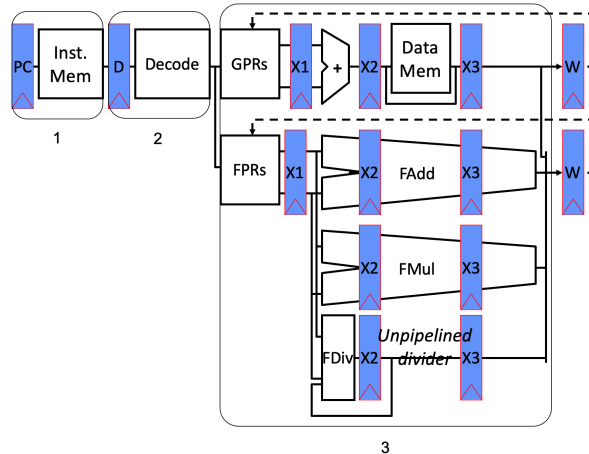 PC
Inst.
Mem
D
Decode
GPRs
X1
+
X2
Data
Mem
X3
W
1
2
FPRs
X1
X2
FAdd
X3
W
X2
FMul
X3
FDiv
X2
Unpipelined
divider
X3
3